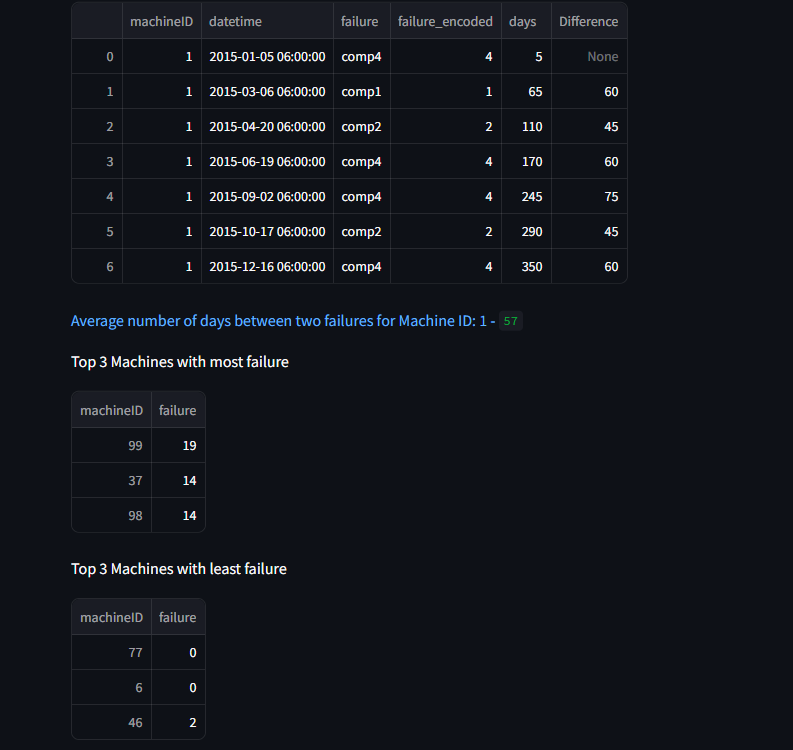 machineID datetime failure failure_encoded days Difference
0 1 2015-01-05 06:00:00 comp4 4 5 None
1 1 2015-03-06 06:00:00 comp1 1 65 60
2 1 2015-04-20 06:00:00 comp2 2 110 45
3 1 2015-06-19 06:00:00 comp4 4 170 60
4 1 2015-09-02 06:00:00 comp4 4 245 75
5 1 2015-10-17 06:00:00 comp2 2 290 45
6 1 2015-12-16 06:00:00 comp4 4 350 60
Average number of days between two failures for Machine ID: 1 - 57
Top 3 Machines with most failure
machineID failure
99 19
37 14
98 14
Top 3 Machines with least failure
machineID failure
77 0
6 0
46 2